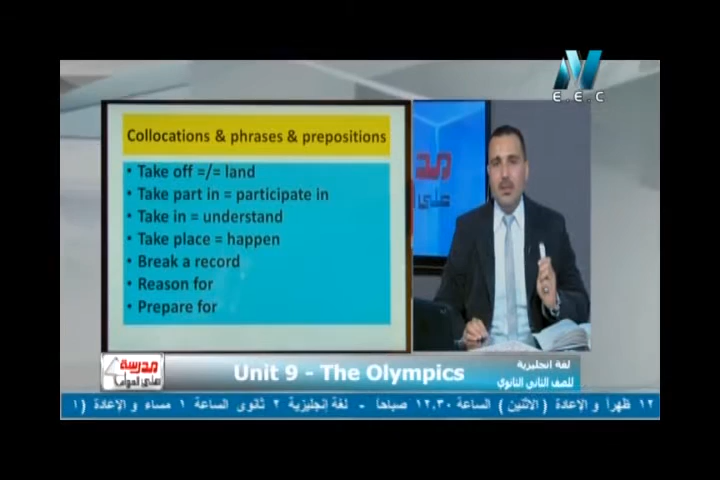 E.E.C
Collocations & phrases & prepositions
• Take off =/= land
• Take part in = participate in
• Take in = understand
• Take place = happen
• Break a record
• Reason for
• Prepare for
مدرسة
على الهواء
Unit 9 - The Olympics
لغة انجليزية
للصف الثاني الثانوي
١٢ ظهرا و الإعادة ( الأثنين ) الساعة ١٢.٣٠ صباحا - لغة إنجليزية ٢ ثانوى الساعة ١ مساء و الإعادة (١